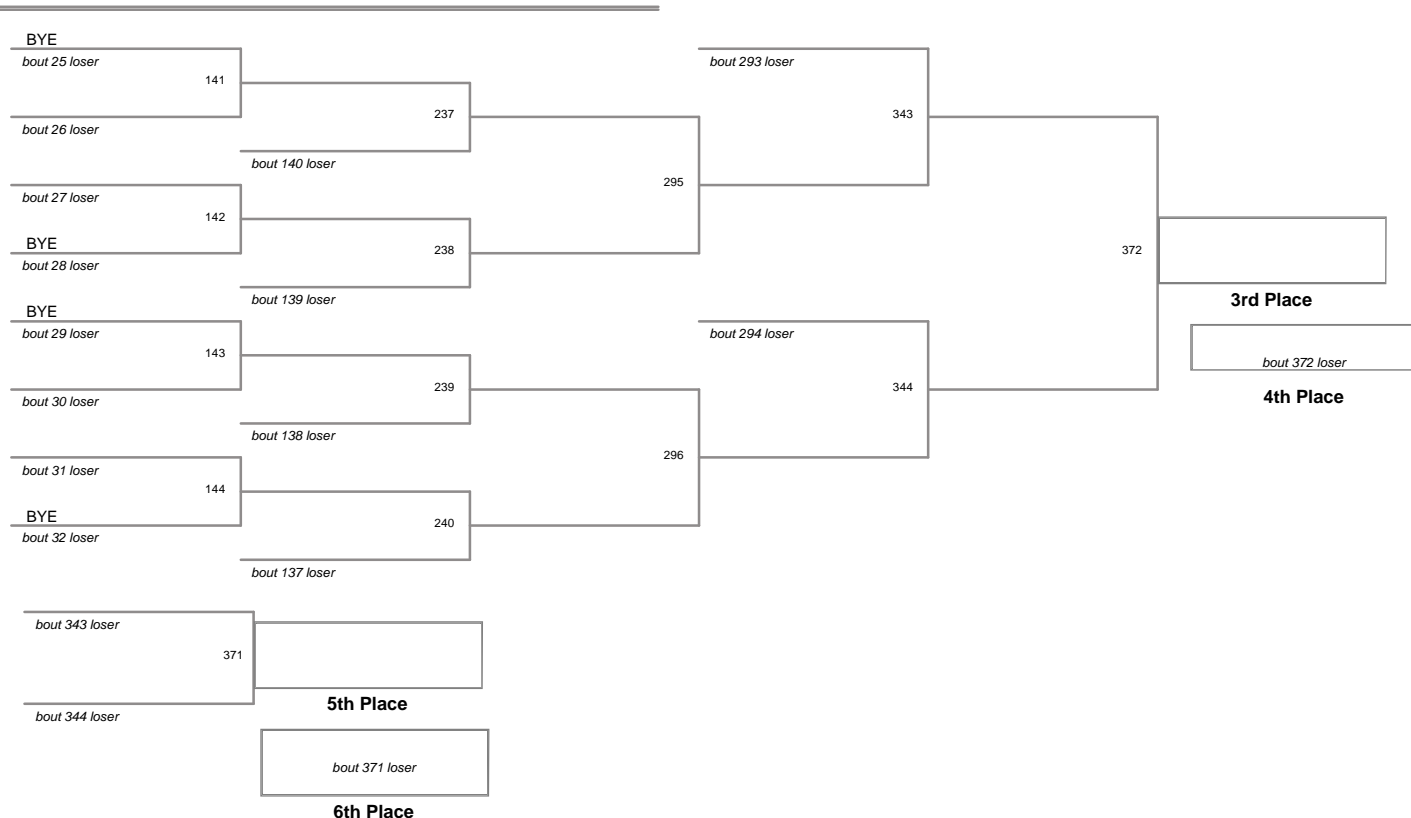 BYE
bout 25 loser
141
bout 26 loser
bout 27 loser
142
BYE
bout 28 loser
BYE
bout 29 loser
143
bout 30 loser
bout 31 loser
144
BYE
bout 32 loser
237
bout 140 loser
238
bout 139 loser
239
bout 138 loser
240
bout 137 loser
295
296
bout 293 loser
343
bout 294 loser
344
372
3rd Place
bout 372 loser
4th Place
bout 343 loser
371
bout 344 loser
5th Place
bout 371 loser
6th Place